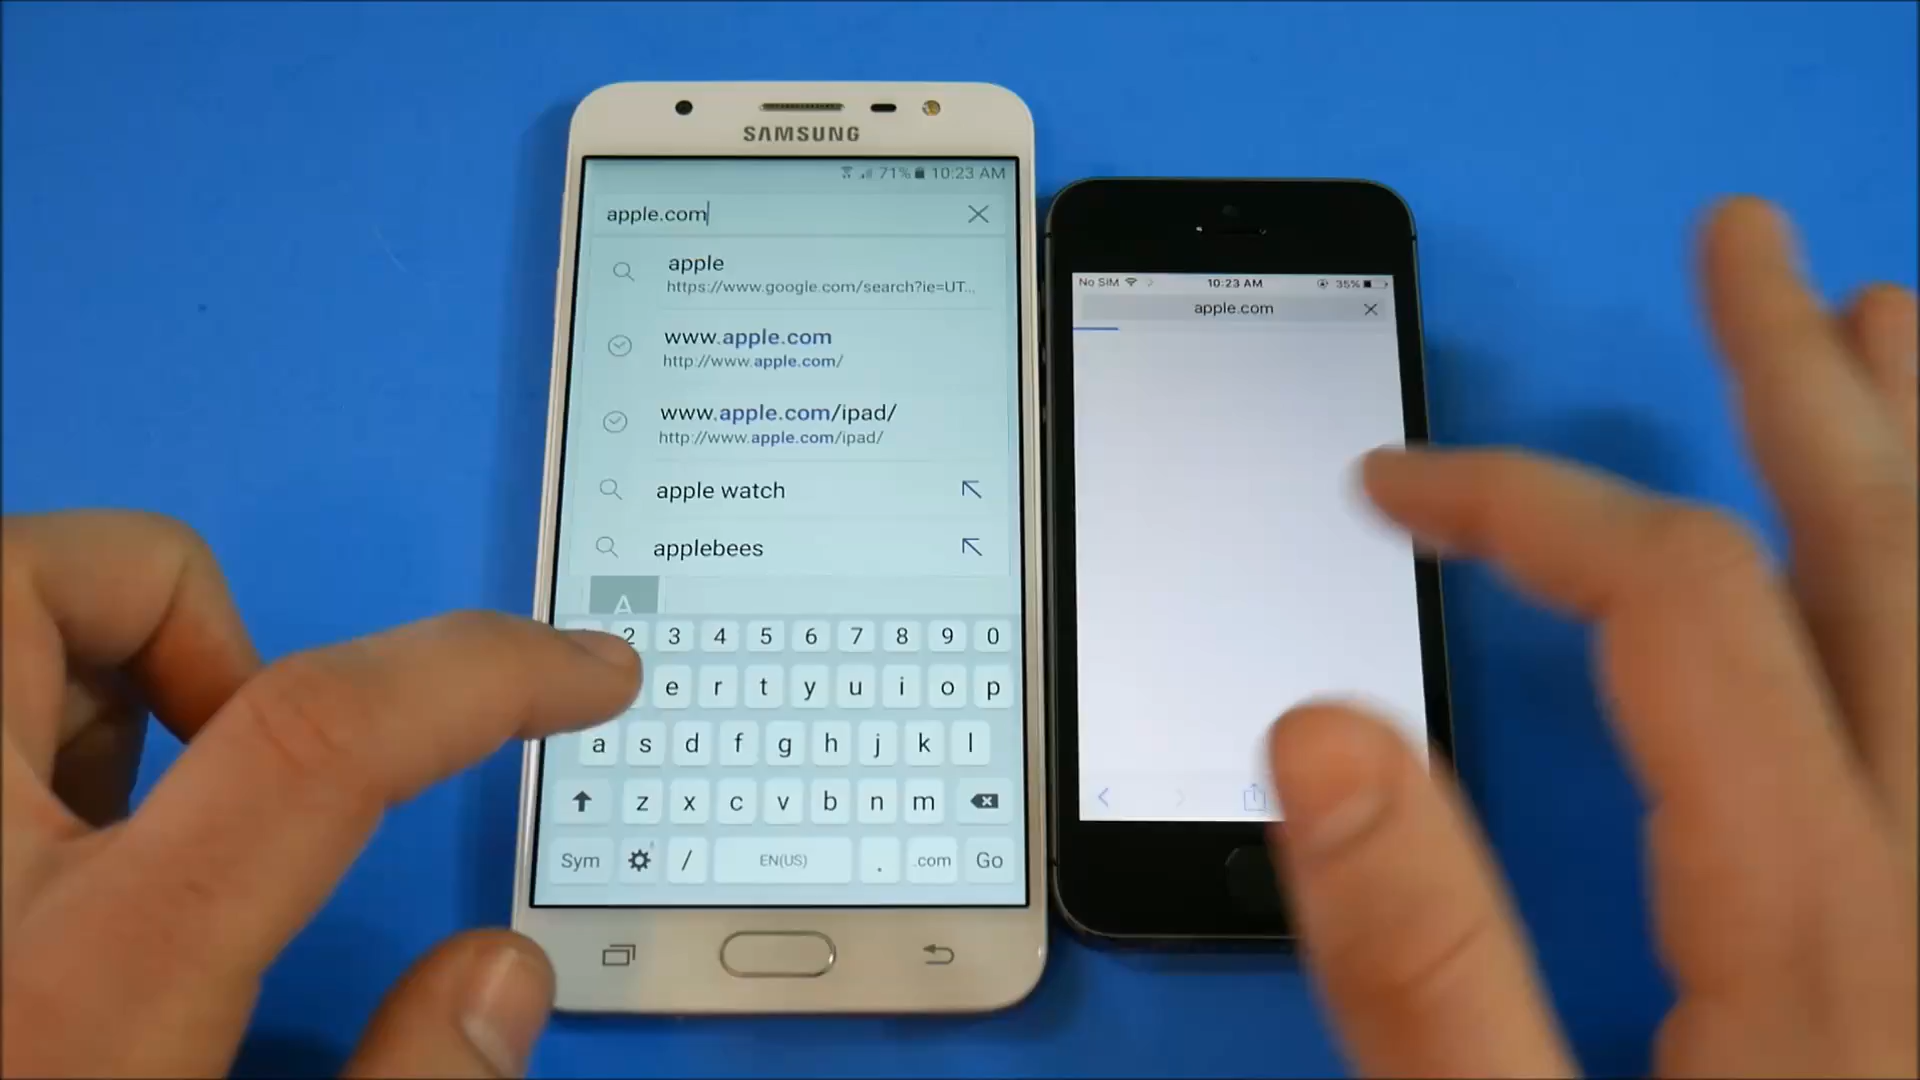 SAMSUNG
71% 10:23 AM
apple.com
apple
https://www.google.com/search?ie=UT...
www.apple.com
http://www.apple.com/
www.apple.com/ipad/
http://www.apple.com/ipad/
apple watch
applebees
A
2 3 4 5 6 7 8 9 0
e r t y u i o p
a s d f g h j k l
z x c v b n m
Sym / EN(US) . .com Go
No SIM 10:23 AM 35%
apple.com